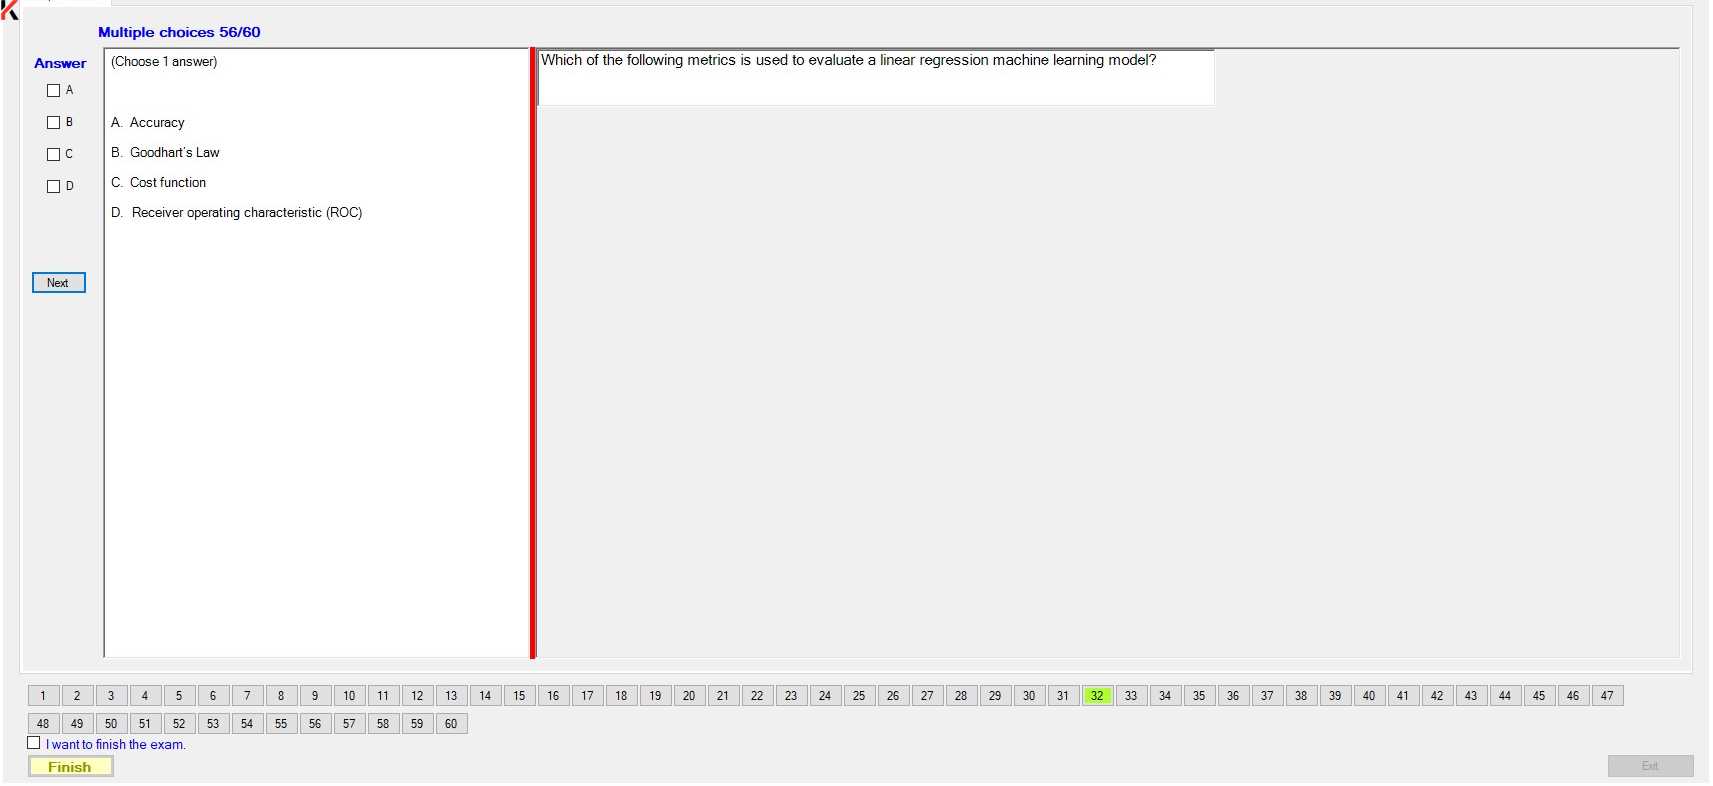 Multiple choices 56/60
Answer
A
B
C
D
Next
(Choose 1 answer)
A. Accuracy
B. Goodhart's Law
C. Cost function
D. Receiver operating characteristic (ROC)
Which of the following metrics is used to evaluate a linear regression machine learning model?
1 2 3 4 5 6 7 8 9 10 11 12 13 14 15 16 17 18 19 20 21 22 23 24 25 26 27 28 29 30 31 32 33 34 35 36 37 38 39 40 41 42 43 44 45 46 47
48 49 50 51 52 53 54 55 56 57 58 59 60
I want to finish the exam.
Finish
Exit